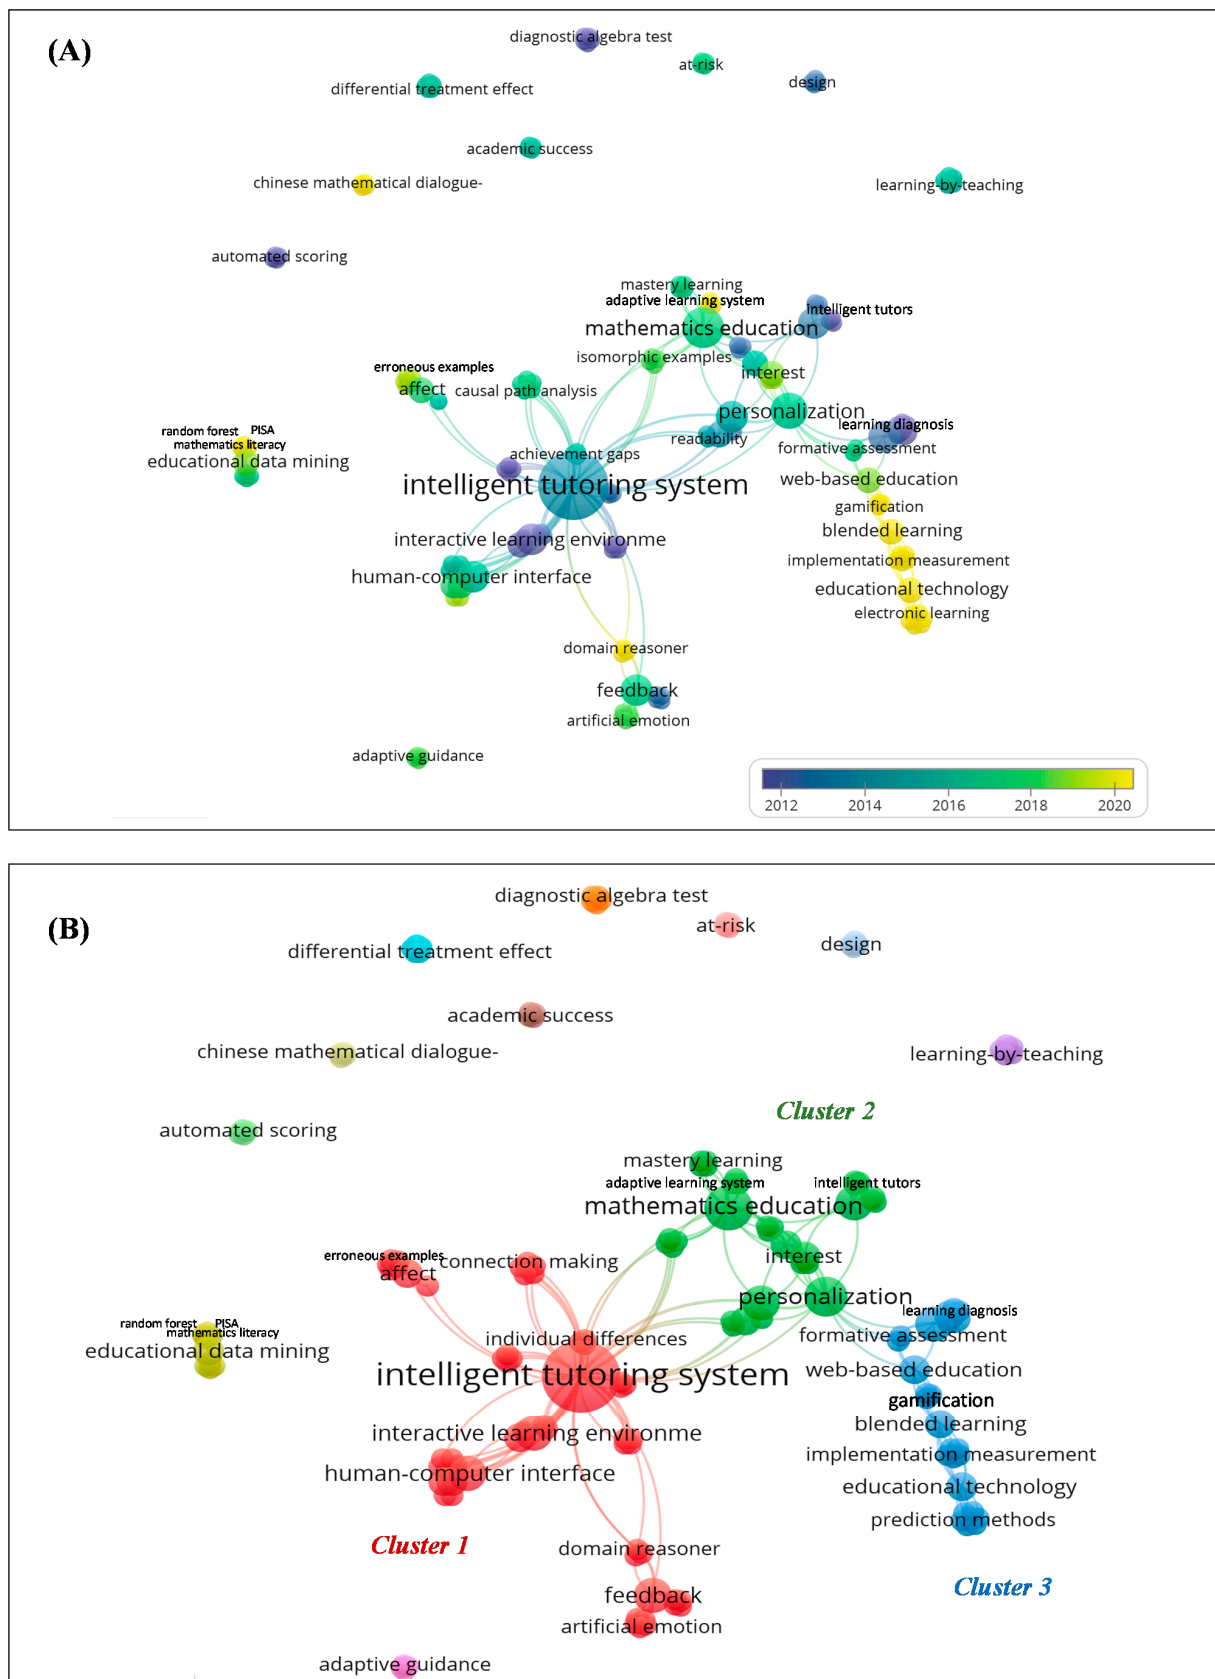 (A)
diagnostic algebra test
at-risk
design
differential treatment effect
academic success
chinese mathematical dialogue-
learning-by-teaching
automated scoring
mastery learning
adaptive learning system
intelligent tutors
mathematics education
isomorphic examples
erroneous examples
interest
affect
causal path analysis
personalization
learning diagnosis
random forest
PISA
readability
mathematics literacy
formative assessment
achievement gaps
educational data mining
web-based education
intelligent tutoring system
gamification
blended learning
interactive learning environme
implementation measurement
human-computer interface
educational technology
electronic learning
domain reasoner
feedback
artificial emotion
adaptive guidance
2012
2014
2016
2018
2020
(B)
diagnostic algebra test
at-risk
design
differential treatment effect
academic success
chinese mathematical dialogue-
learning-by-teaching
Cluster 2
automated scoring
mastery learning
adaptive learning system
intelligent tutors
mathematics education
erroneous examples
interest
connection making
affect
personalization
learning diagnosis
random forest
PISA
mathematics literacy
formative assessment
individual differences
educational data mining
web-based education
intelligent tutoring system
gamification
blended learning
interactive learning environme
implementation measurement
human-computer interface
educational technology
prediction methods
Cluster 1
domain reasoner
Cluster 3
feedback
artificial emotion
adaptive guidance